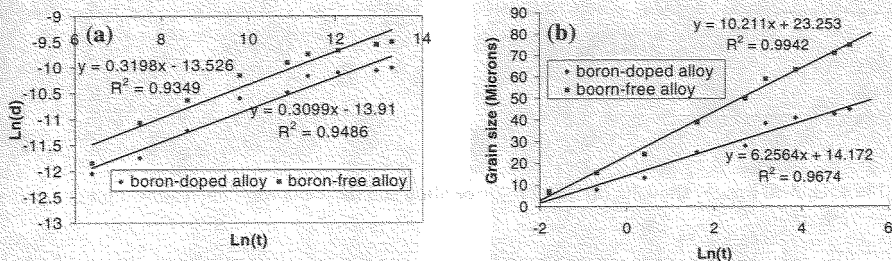 (a)
6 8 10 12 14
-9
-9.5
-10
-10.5
-11
-11.5
-12
-12.5
-13
Ln(d)
y = 0.3198x - 13.526
R² = 0.9349
y = 0.3099x - 13.91
R² = 0.9486
boron-doped alloy boron-free alloy
Ln(t)
(b)
90
80
70
60
50
40
30
20
10
0
Grain size (Microns)
y = 10.211x + 23.253
R² = 0.9942
boron-doped alloy
boorn-free alloy
y = 6.2564x + 14.172
R² = 0.9674
-2 0 2 4 6
Ln(t)